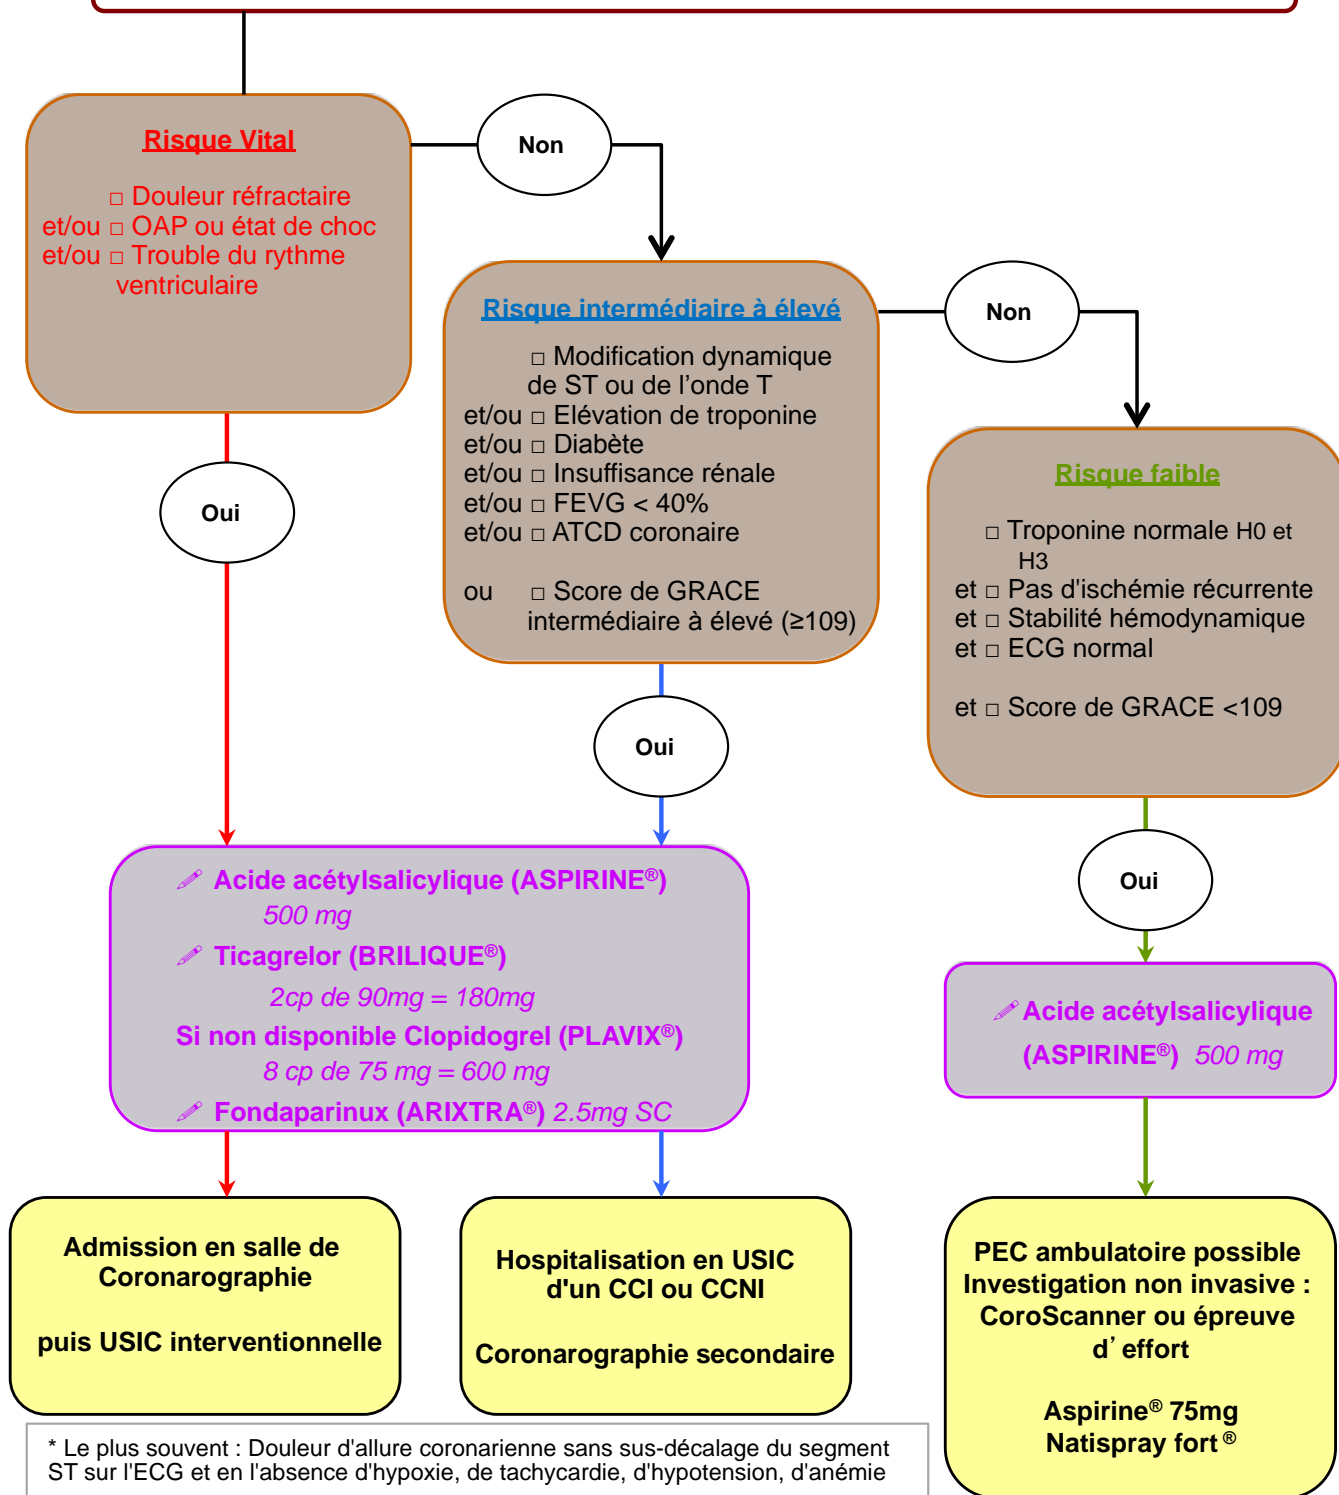 Risque Vital
□ Douleur réfractaire
et/ou □ OAP ou état de choc
et/ou □ Trouble du rythme
ventriculaire
Non
Risque intermédiaire à élevé
□ Modification dynamique
de ST ou de l’onde T
et/ou □ Elévation de troponine
et/ou □ Diabète
et/ou □ Insuffisance rénale
et/ou □ FEVG < 40%
et/ou □ ATCD coronaire
ou □ Score de GRACE
intermédiaire à élevé (≥109)
Non
Risque faible
□ Troponine normale H0 et
H3
et □ Pas d'ischémie récurrente
et □ Stabilité hémodynamique
et □ ECG normal
et □ Score de GRACE <109
Oui
Oui
Oui
Acide acétylsalicylique (ASPIRINE®)
500 mg
Ticagrelor (BRILIQUE®)
2cp de 90mg = 180mg
Si non disponible Clopidogrel (PLAVIX®)
8 cp de 75 mg = 600 mg
Fondaparinux (ARIXTRA®) 2.5mg SC
Acide acétylsalicylique
(ASPIRINE®) 500 mg
Admission en salle de
Coronarographie
puis USIC interventionnelle
Hospitalisation en USIC
d'un CCI ou CCNI
Coronarographie secondaire
PEC ambulatoire possible
Investigation non invasive :
CoroScanner ou épreuve
d’effort
Aspirine® 75mg
Natispray fort®
* Le plus souvent : Douleur d'allure coronarienne sans sus-décalage du segment
ST sur l'ECG et en l'absence d'hypoxie, de tachycardie, d'hypotension, d'anémie